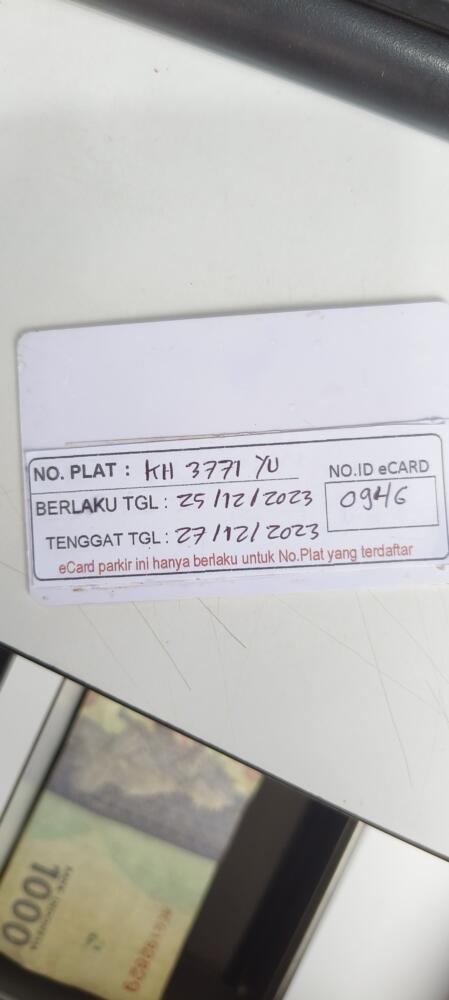 NO. PLAT : KH 3771 YU
NO.ID eCARD
BERLAKU TGL : 25/12/2023
0946
TENGGAT TGL : 27/12/2023
eCard parkir ini hanya berlaku untuk No.Plat yang terdaftar
1000